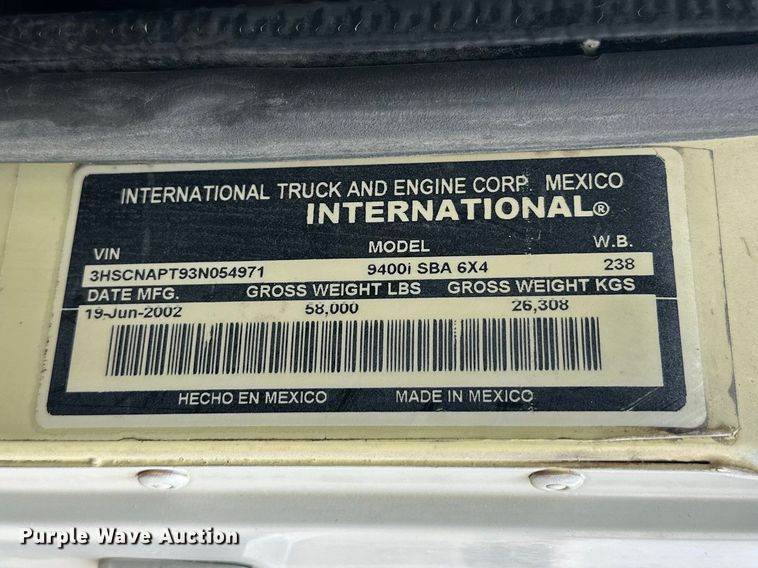 INTERNATIONAL TRUCK AND ENGINE CORP. MEXICO
INTERNATIONAL®
VIN MODEL W.B.
3HSCNAPT93N054971 9400i SBA 6X4 238
DATE MFG. GROSS WEIGHT LBS GROSS WEIGHT KGS
19-Jun-2002 58,000 26,308
HECHO EN MEXICO MADE IN MEXICO
Purple Wave Auction